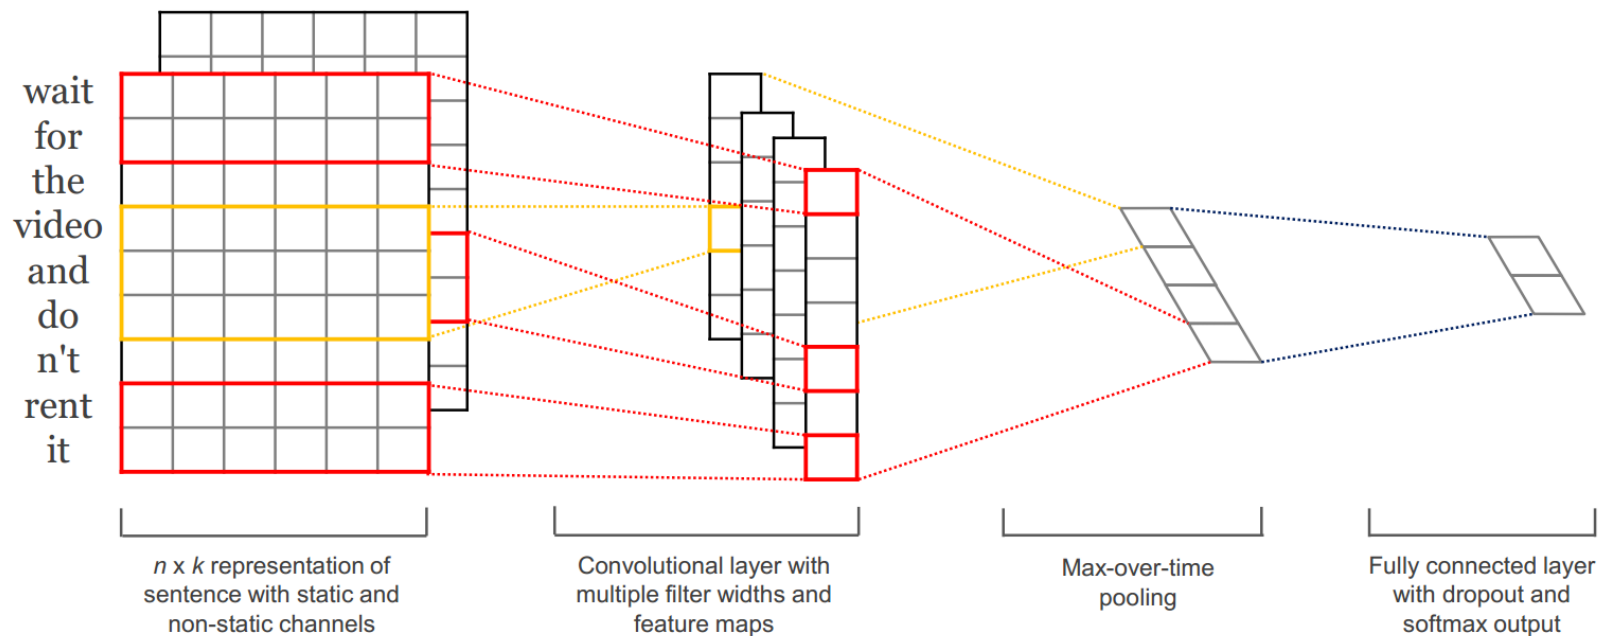 wait
for
the
video
and
do
n't
rent
it
n x k representation of
sentence with static and
non-static channels
Convolutional layer with
multiple filter widths and
feature maps
Max-over-time
pooling
Fully connected layer
with dropout and
softmax output